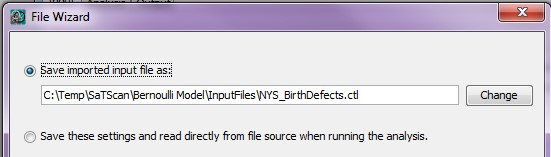 File Wizard
Save imported input file as:
C:\Temp\SaTScan\Bernoulli Model\InputFiles\NYS_BirthDefects.ctl Change
Save these settings and read directly from file source when running the analysis.